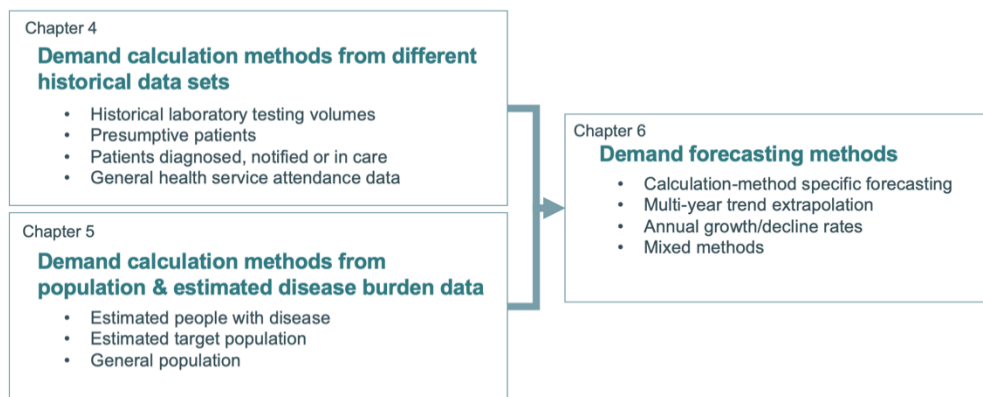 Chapter 4
Demand calculation methods from different
historical data sets
• Historical laboratory testing volumes
• Presumptive patients
• Patients diagnosed, notified or in care
• General health service attendance data
Chapter 5
Demand calculation methods from
population & estimated disease burden data
• Estimated people with disease
• Estimated target population
• General population
Chapter 6
Demand forecasting methods
• Calculation-method specific forecasting
• Multi-year trend extrapolation
• Annual growth/decline rates
• Mixed methods